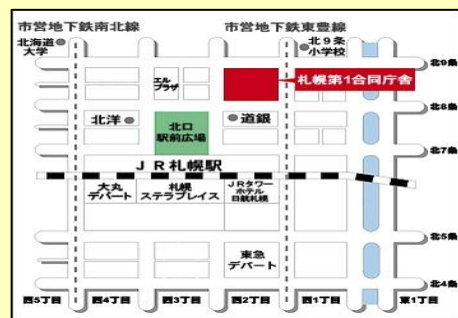 市営地下鉄南北線
市営地下鉄東豊線
北海道
大学
北9条
小学校
北9条
エル
プラザ
札幌第1合同庁舎
北8条
北洋
北口
駅前広場
道銀
北7条
JR札幌駅
大丸
デパート
札幌
ステラプレイス
JRタワー
ホテル
日航札幌
北5条
東急
デパート
北4条
西5丁目
西4丁目
西3丁目
西2丁目
西1丁目
東1丁目